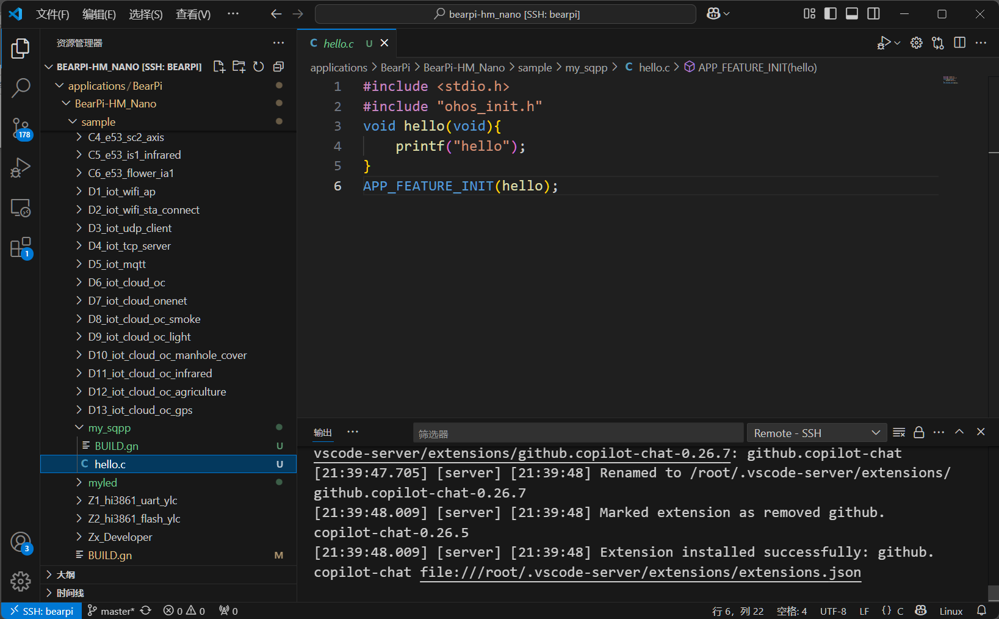 文件(F) 编辑(E) 选择(S) 查看(V) ··· bearpi-hm_nano [SSH: bearpi]
资源管理器 ···
BEARPI-HM_NANO [SSH: BEARPI]
applications / BearPi
BearPi-HM_Nano
sample
C4_e53_sc2_axis
C5_e53_is1_infrared
C6_e53_flower_ia1
D1_iot_wifi_ap
D2_iot_wifi_sta_connect
D3_iot_udp_client
D4_iot_tcp_server
D5_iot_mqtt
D6_iot_cloud_oc
D7_iot_cloud_onenet
D8_iot_cloud_oc_smoke
D9_iot_cloud_oc_light
D10_iot_cloud_oc_manhole_cover
D11_iot_cloud_oc_infrared
D12_iot_cloud_oc_agriculture
D13_iot_cloud_oc_gps
my_sqpp
BUILD.gn U
C hello.c U
myled
Z1_hi3861_uart_ylc
Z2_hi3861_flash_ylc
Zx_Developer
BUILD.gn M
大纲
时间线
178
1
3
C hello.c U
applications > BearPi > BearPi-HM_Nano > sample > my_sqpp > C hello.c > APP_FEATURE_INIT(hello)
1 #include <stdio.h>
2 #include "ohos_init.h"
3 void hello(void){
4 printf("hello");
5 }
6 APP_FEATURE_INIT(hello);
输出 ··· 筛选器 Remote - SSH
vscode-server/extensions/github.copilot-chat-0.26.7: github.copilot-chat
[21:39:47.705] [server] [21:39:48] Renamed to /root/.vscode-server/extensions/
github.copilot-chat-0.26.7
[21:39:48.009] [server] [21:39:48] Marked extension as removed github.
copilot-chat-0.26.5
[21:39:48.009] [server] [21:39:48] Extension installed successfully: github.
copilot-chat file:///root/.vscode-server/extensions/extensions.json
SSH: bearpi master* 0 0 0 行 6，列 22 空格: 4 UTF-8 LF {} C Linux